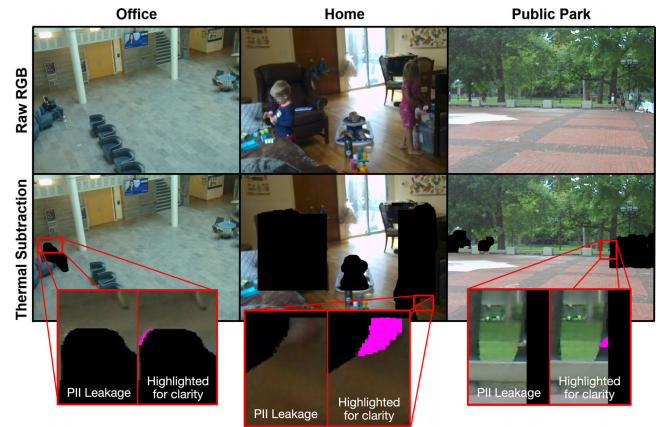 Office
Home
Public Park
Raw RGB
Thermal Subtraction
PII Leakage
Highlighted
for clarity
PII Leakage
Highlighted
for clarity
PII Leakage
Highlighted
for clarity